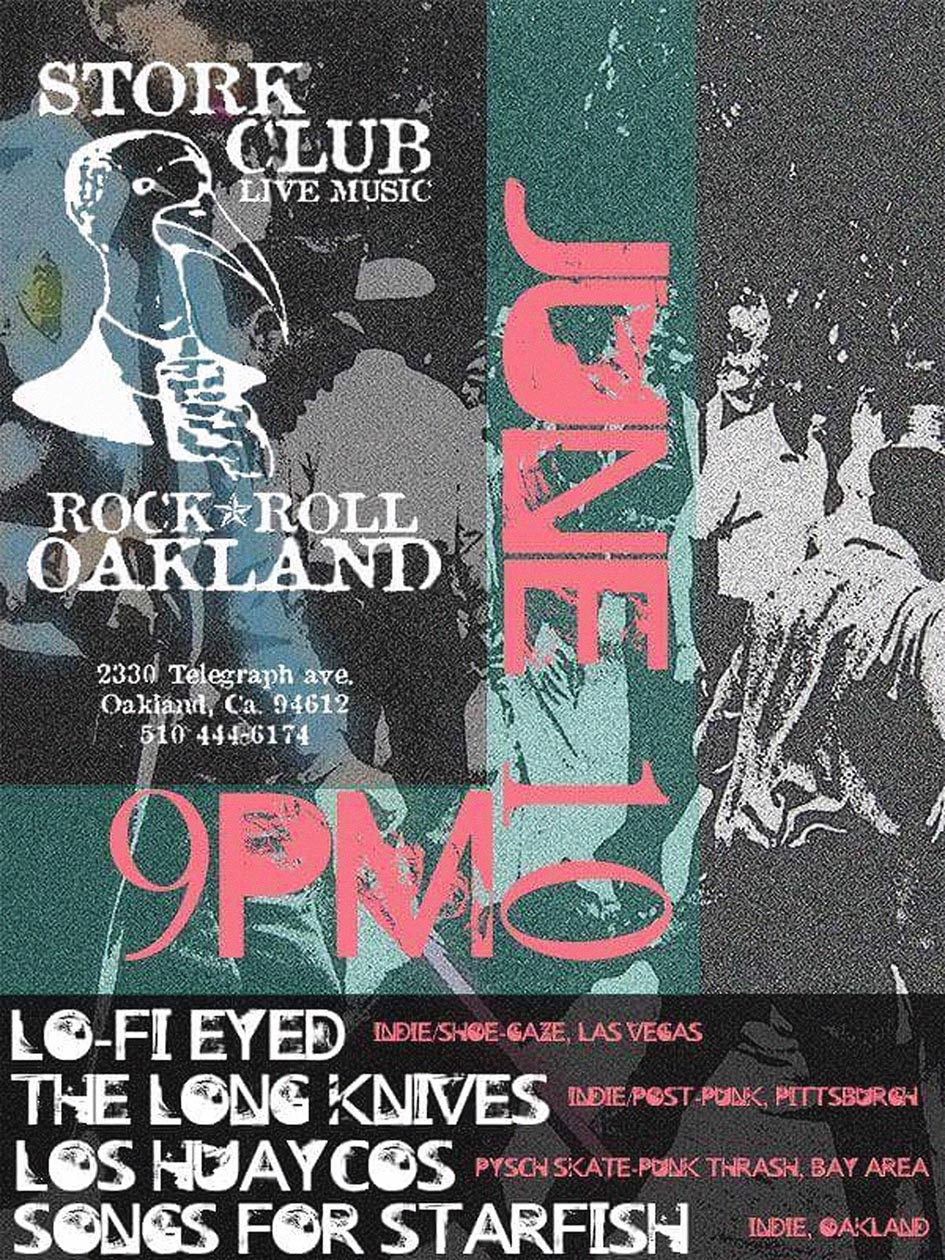 STORK
CLUB
LIVE MUSIC
ROCK☆ROLL
OAKLAND
2330 Telegraph ave.
Oakland, Ca. 94612
510 444-6174
JUNE 10
9PM
LO-FI EYED INDIE/SHOE-GAZE, LAS VEGAS
THE LONG KNIVES INDIE/POST-PUNK, PITTSBURGH
LOS HUAYCOS PYSCH SKATE-PUNK THRASH, BAY AREA
SONGS FOR STARFISH INDIE, OAKLAND